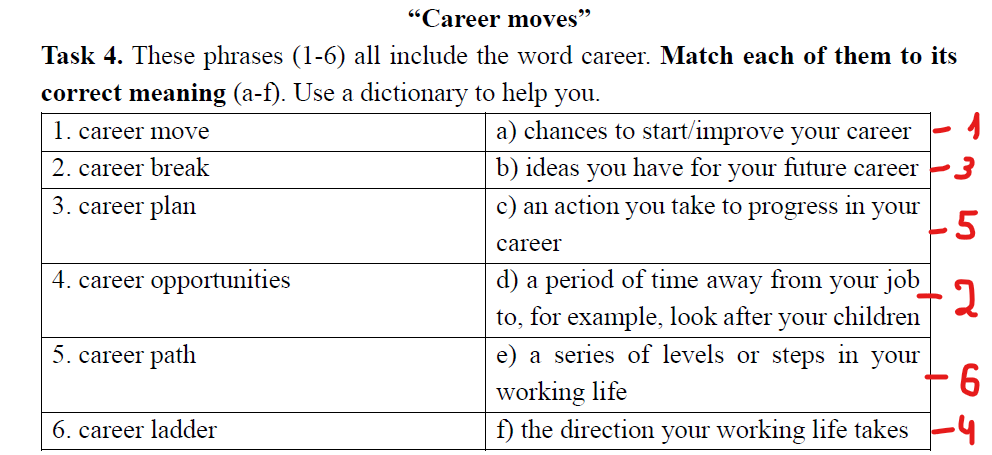 “Career moves”
Task 4. These phrases (1-6) all include the word career. Match each of them to its
correct meaning (a-f). Use a dictionary to help you.
1. career move
a) chances to start/improve your career - 1
2. career break
b) ideas you have for your future career - 3
3. career plan
c) an action you take to progress in your
career - 5
4. career opportunities
d) a period of time away from your job
to, for example, look after your children - 2
5. career path
e) a series of levels or steps in your
working life - 6
6. career ladder
f) the direction your working life takes - 4